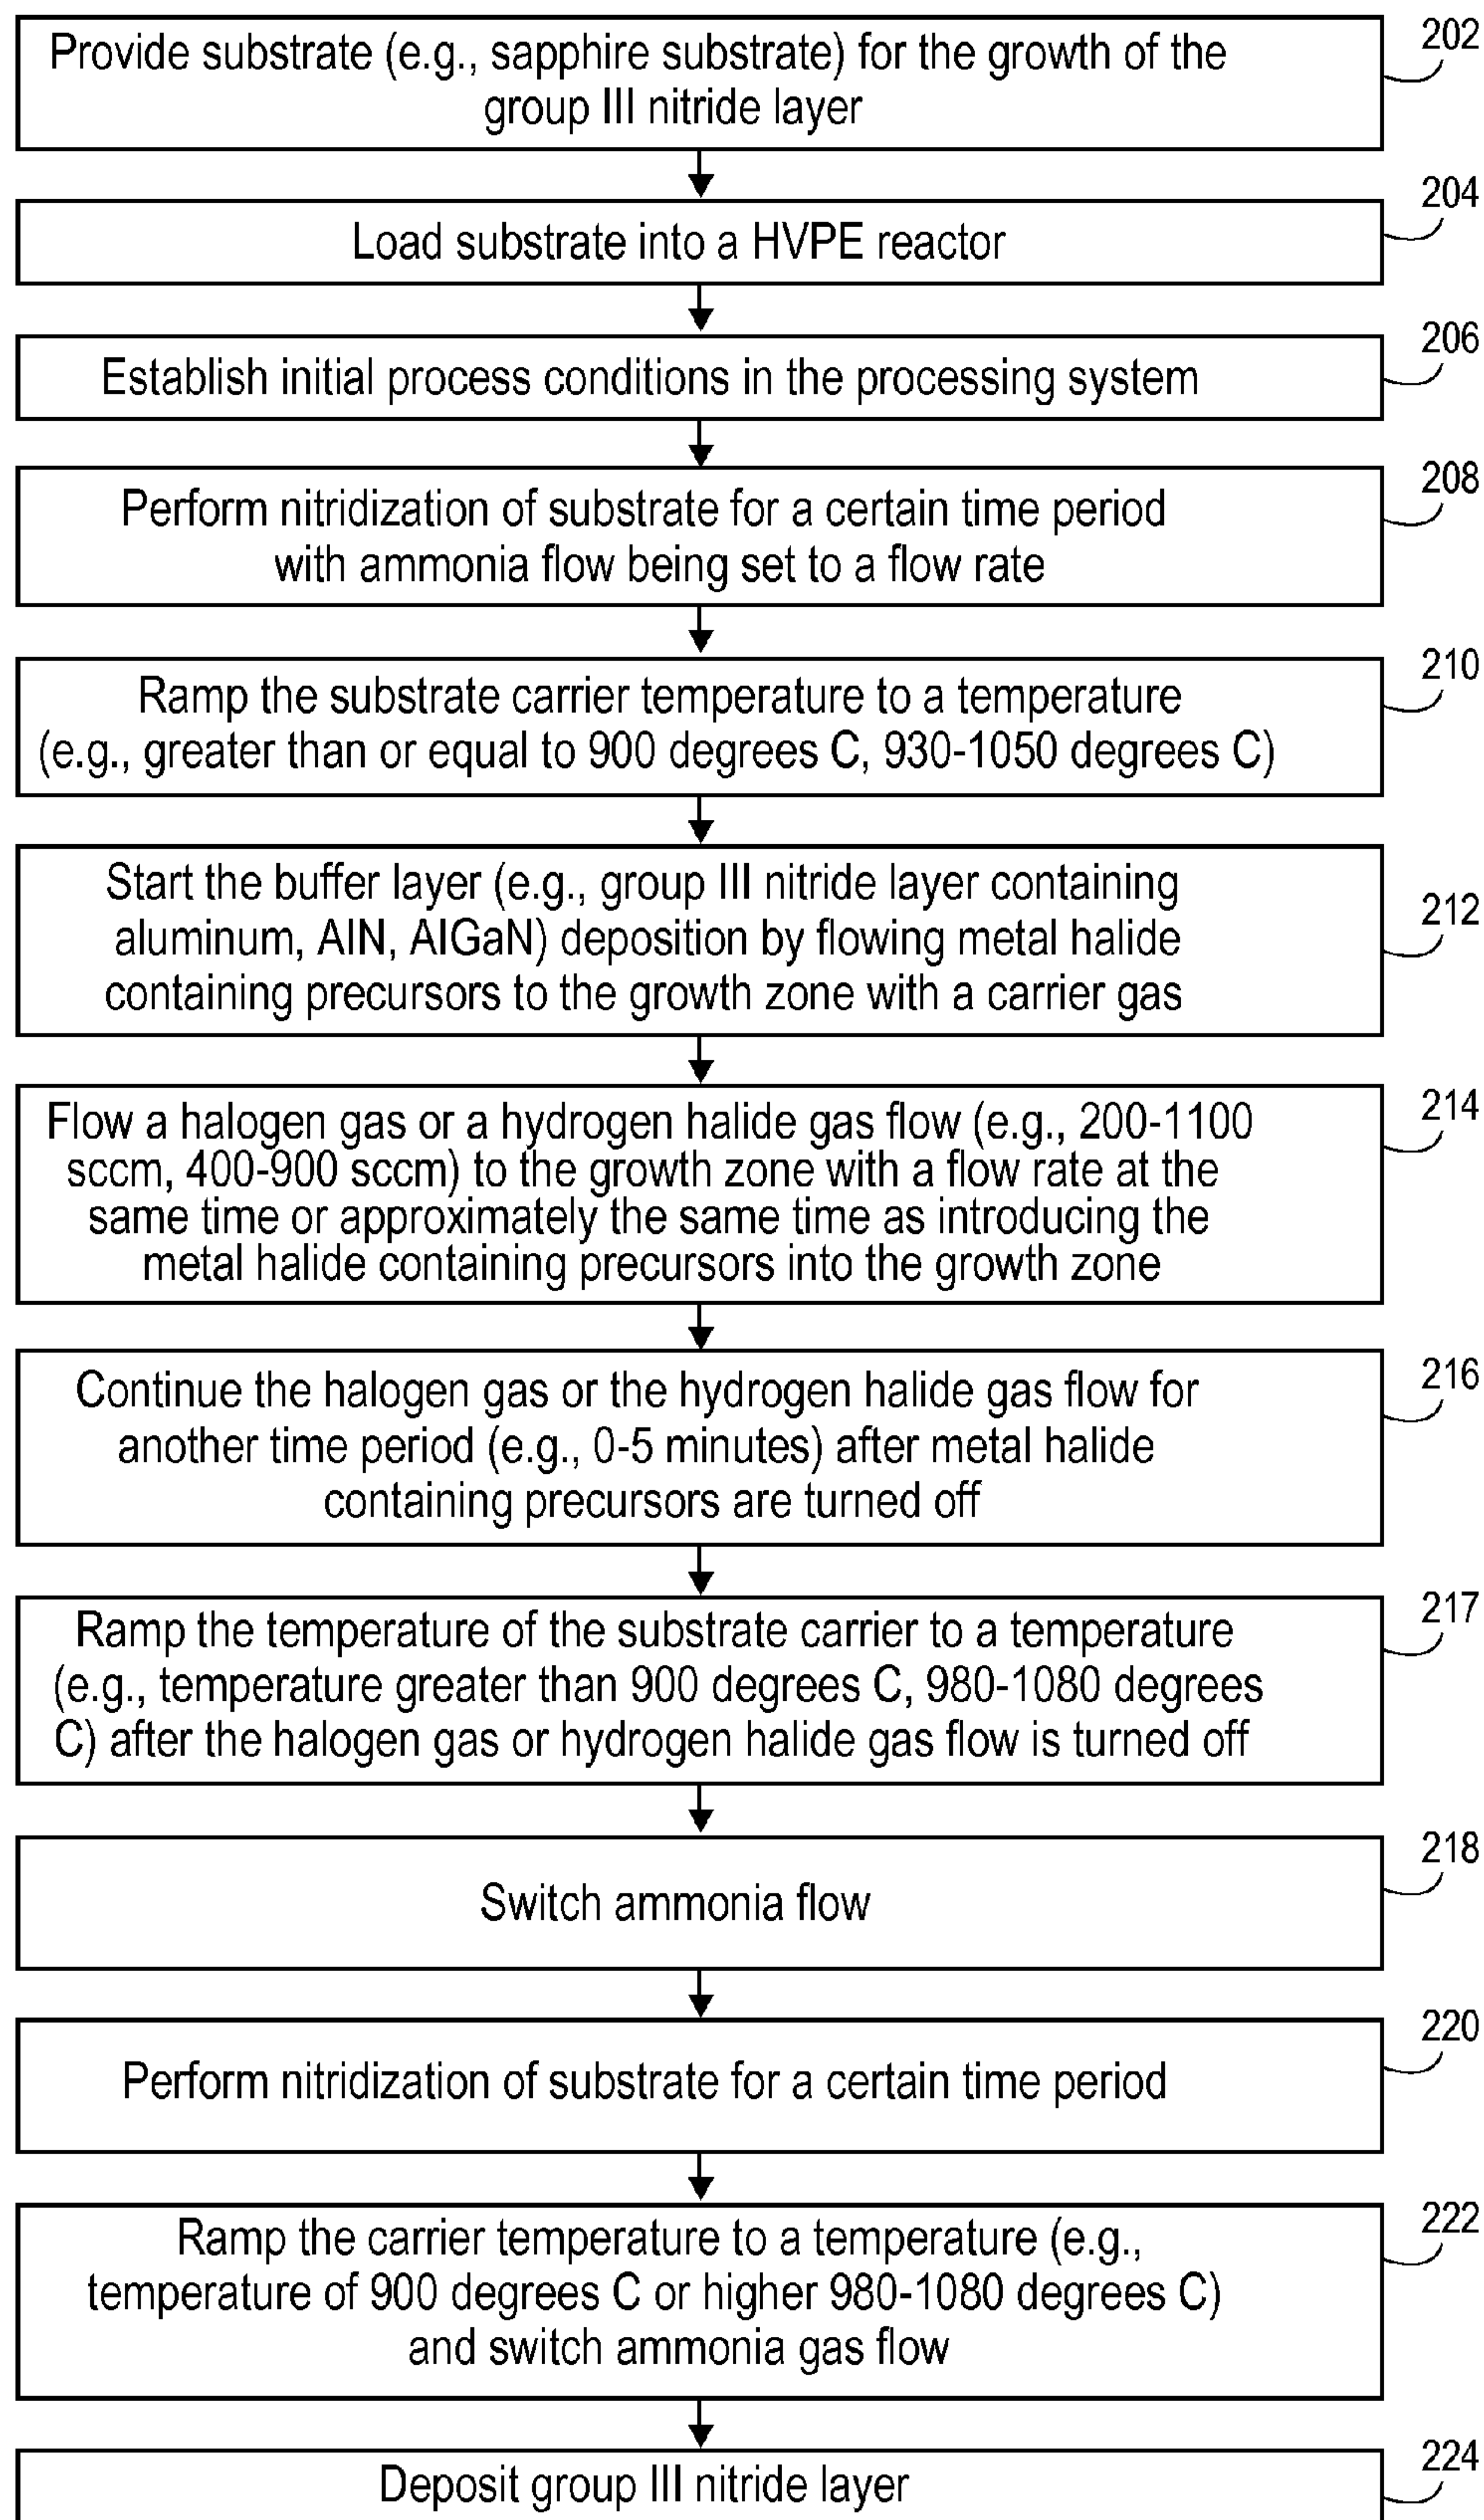 Provide substrate (e.g., sapphire substrate) for the growth of the
group III nitride layer
202
Load substrate into a HVPE reactor
204
Establish initial process conditions in the processing system
206
Perform nitridization of substrate for a certain time period
with ammonia flow being set to a flow rate
208
Ramp the substrate carrier temperature to a temperature
(e.g., greater than or equal to 900 degrees C, 930-1050 degrees C)
210
Start the buffer layer (e.g., group III nitride layer containing
aluminum, AlN, AlGaN) deposition by flowing metal halide
containing precursors to the growth zone with a carrier gas
212
Flow a halogen gas or a hydrogen halide gas flow (e.g., 200-1100
sccm, 400-900 sccm) to the growth zone with a flow rate at the
same time or approximately the same time as introducing the
metal halide containing precursors into the growth zone
214
Continue the halogen gas or the hydrogen halide gas flow for
another time period (e.g., 0-5 minutes) after metal halide
containing precursors are turned off
216
Ramp the temperature of the substrate carrier to a temperature
(e.g., temperature greater than 900 degrees C, 980-1080 degrees
C) after the halogen gas or hydrogen halide gas flow is turned off
217
Switch ammonia flow
218
Perform nitridization of substrate for a certain time period
220
Ramp the carrier temperature to a temperature (e.g.,
temperature of 900 degrees C or higher 980-1080 degrees C)
and switch ammonia gas flow
222
Deposit group III nitride layer
224